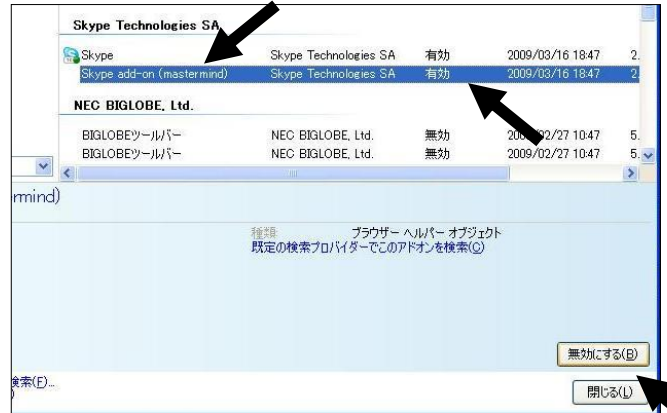 Skype Technologies SA
Skype Skype Technologies SA 有効 2009/03/16 18:47 2.
Skype add-on (mastermind) Skype Technologies SA 有効 2009/03/16 18:47 2.
NEC BIGLOBE, Ltd.
BIGLOBEツールバー NEC BIGLOBE, Ltd. 無効 2009/02/27 10:47 5.
BIGLOBEツールバー NEC BIGLOBE, Ltd. 無効 2009/02/27 10:47 5.
rmind)
種類: ブラウザー ヘルパー オブジェクト
既定の検索プロバイダーでこのアドオンを検索(C)
無効にする(B)
検索(F)...
閉じる(L)